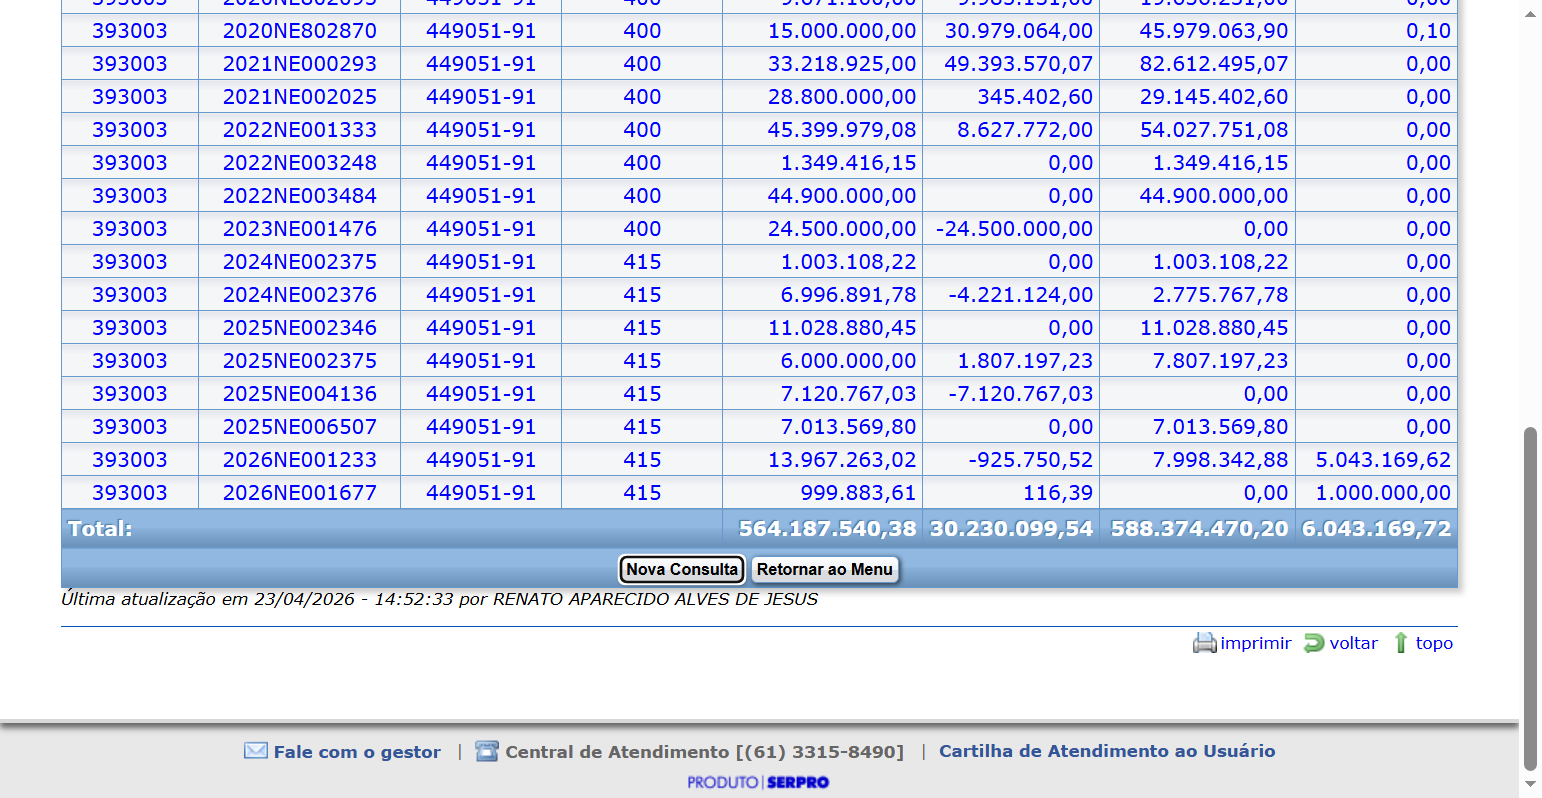 393003 2020NE802870 449051-91 400 15.000.000,00 30.979.064,00 45.979.063,90 0,10
393003 2021NE000293 449051-91 400 33.218.925,00 49.393.570,07 82.612.495,07 0,00
393003 2021NE002025 449051-91 400 28.800.000,00 345.402,60 29.145.402,60 0,00
393003 2022NE001333 449051-91 400 45.399.979,08 8.627.772,00 54.027.751,08 0,00
393003 2022NE003248 449051-91 400 1.349.416,15 0,00 1.349.416,15 0,00
393003 2022NE003484 449051-91 400 44.900.000,00 0,00 44.900.000,00 0,00
393003 2023NE001476 449051-91 400 24.500.000,00 -24.500.000,00 0,00 0,00
393003 2024NE002375 449051-91 415 1.003.108,22 0,00 1.003.108,22 0,00
393003 2024NE002376 449051-91 415 6.996.891,78 -4.221.124,00 2.775.767,78 0,00
393003 2025NE002346 449051-91 415 11.028.880,45 0,00 11.028.880,45 0,00
393003 2025NE002375 449051-91 415 6.000.000,00 1.807.197,23 7.807.197,23 0,00
393003 2025NE004136 449051-91 415 7.120.767,03 -7.120.767,03 0,00 0,00
393003 2025NE006507 449051-91 415 7.013.569,80 0,00 7.013.569,80 0,00
393003 2026NE001233 449051-91 415 13.967.263,02 -925.750,52 7.998.342,88 5.043.169,62
393003 2026NE001677 449051-91 415 999.883,61 116,39 0,00 1.000.000,00
Total: 564.187.540,38 30.230.099,54 588.374.470,20 6.043.169,72
Nova Consulta Retornar ao Menu
Última atualização em 23/04/2026 - 14:52:33 por RENATO APARECIDO ALVES DE JESUS
imprimir voltar topo
Fale com o gestor | Central de Atendimento [(61) 3315-8490] | Cartilha de Atendimento ao Usuário
PRODUTO | SERPRO